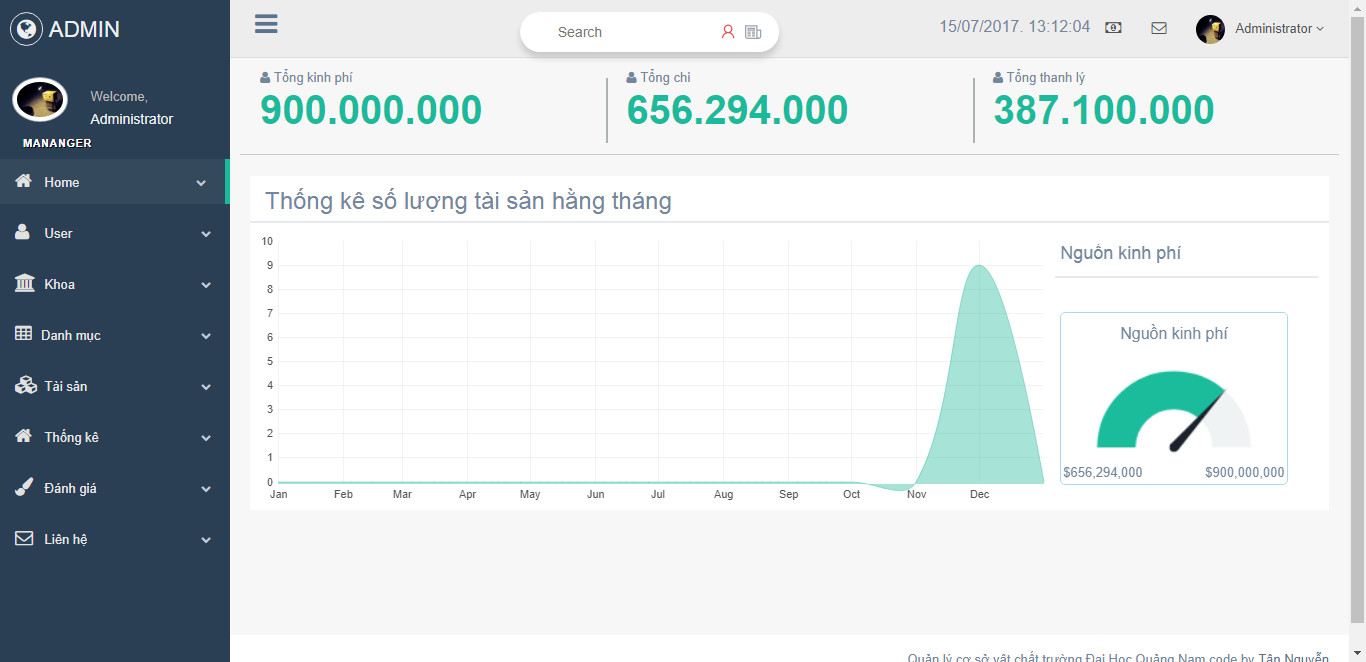 ADMIN
Search
15/07/2017. 13:12:04
Administrator
Welcome,
Administrator
MANANGER
Home
User
Khoa
Danh mục
Tài sản
Thống kê
Đánh giá
Liên hệ
Tổng kinh phí
900.000.000
Tổng chi
656.294.000
Tổng thanh lý
387.100.000
Thống kê số lượng tài sản hằng tháng
10
9
8
7
6
5
4
3
2
1
0
Jan Feb Mar Apr May Jun Jul Aug Sep Oct Nov Dec
Nguồn kinh phí
Nguồn kinh phí
$656,294,000 $900,000,000
Quản lý cơ sở vật chất trường Đại Học Quảng Nam code by Tân Nguyễn